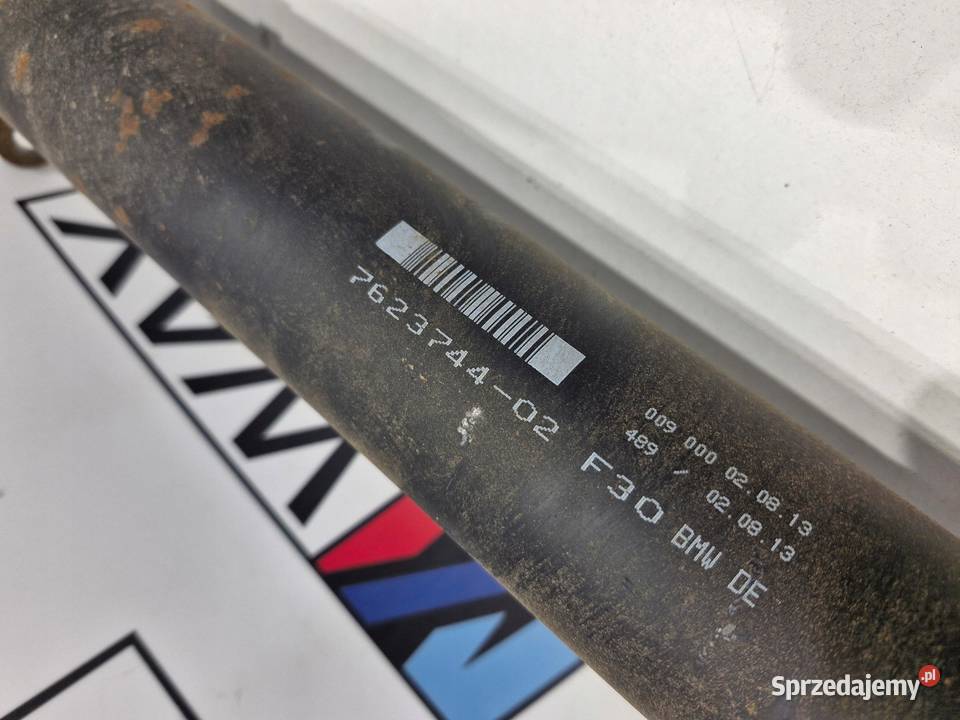 7623744-02
F30 BMW DE
009 000 02.08.13
489 / 02.08.13
Sprzedajemy.pl